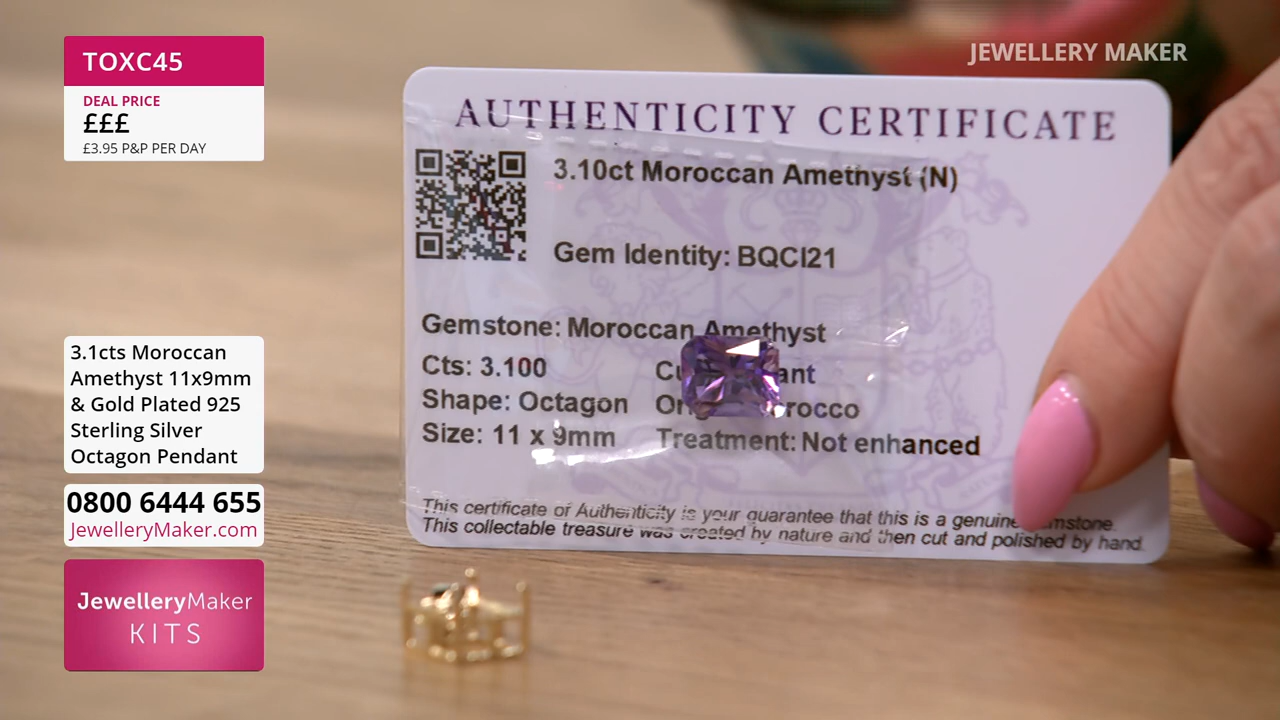 TOXC45
DEAL PRICE
£££
£3.95 P&P PER DAY
3.1cts Moroccan
Amethyst 11x9mm
& Gold Plated 925
Sterling Silver
Octagon Pendant
0800 6444 655
JewelleryMaker.com
JewelleryMaker
KITS
JEWELLERY MAKER
AUTHENTICITY CERTIFICATE
3.10ct Moroccan Amethyst (N)
Gem Identity: BQCI21
Gemstone: Moroccan Amethyst
Cts: 3.100
Shape: Octagon
Size: 11 x 9mm
Treatment: Not enhanced
This certificate of Authenticity is your guarantee that this is a genuine
This collectable treasure was created by nature and then cut and polished by hand.